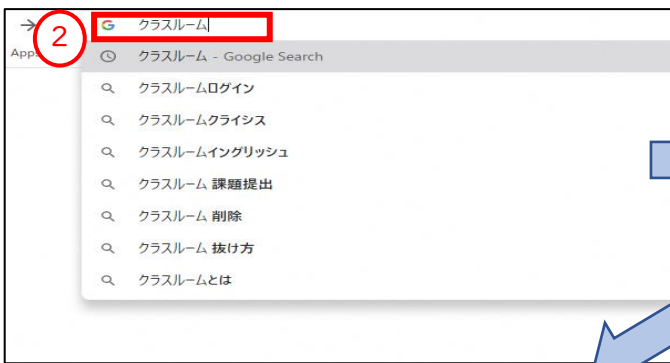 2
G クラスルーム
Apps
クラスルーム - Google Search
クラスルームログイン
クラスルームクライシス
クラスルームイングリッシュ
クラスルーム 課題提出
クラスルーム 削除
クラスルーム 抜け方
クラスルームとは